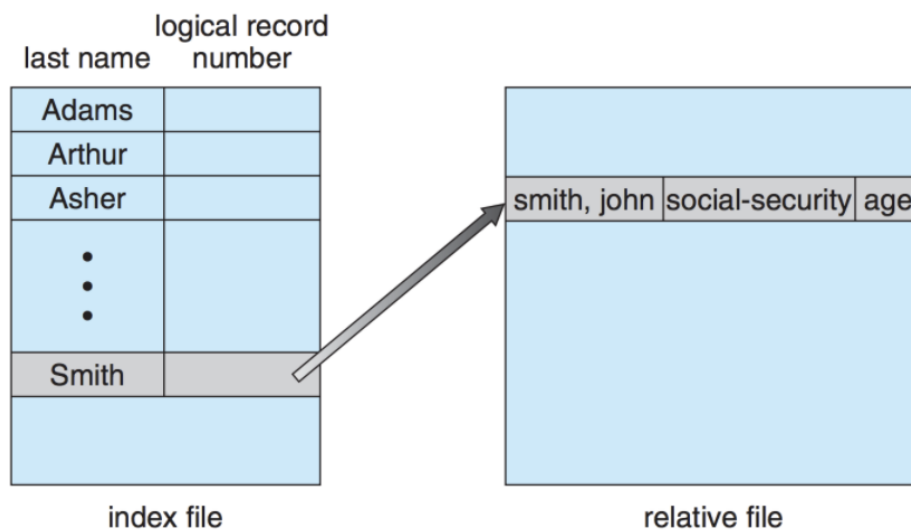 last name
logical record
number
Adams
Arthur
Asher
Smith
index file
smith, john
social-security
age
relative file